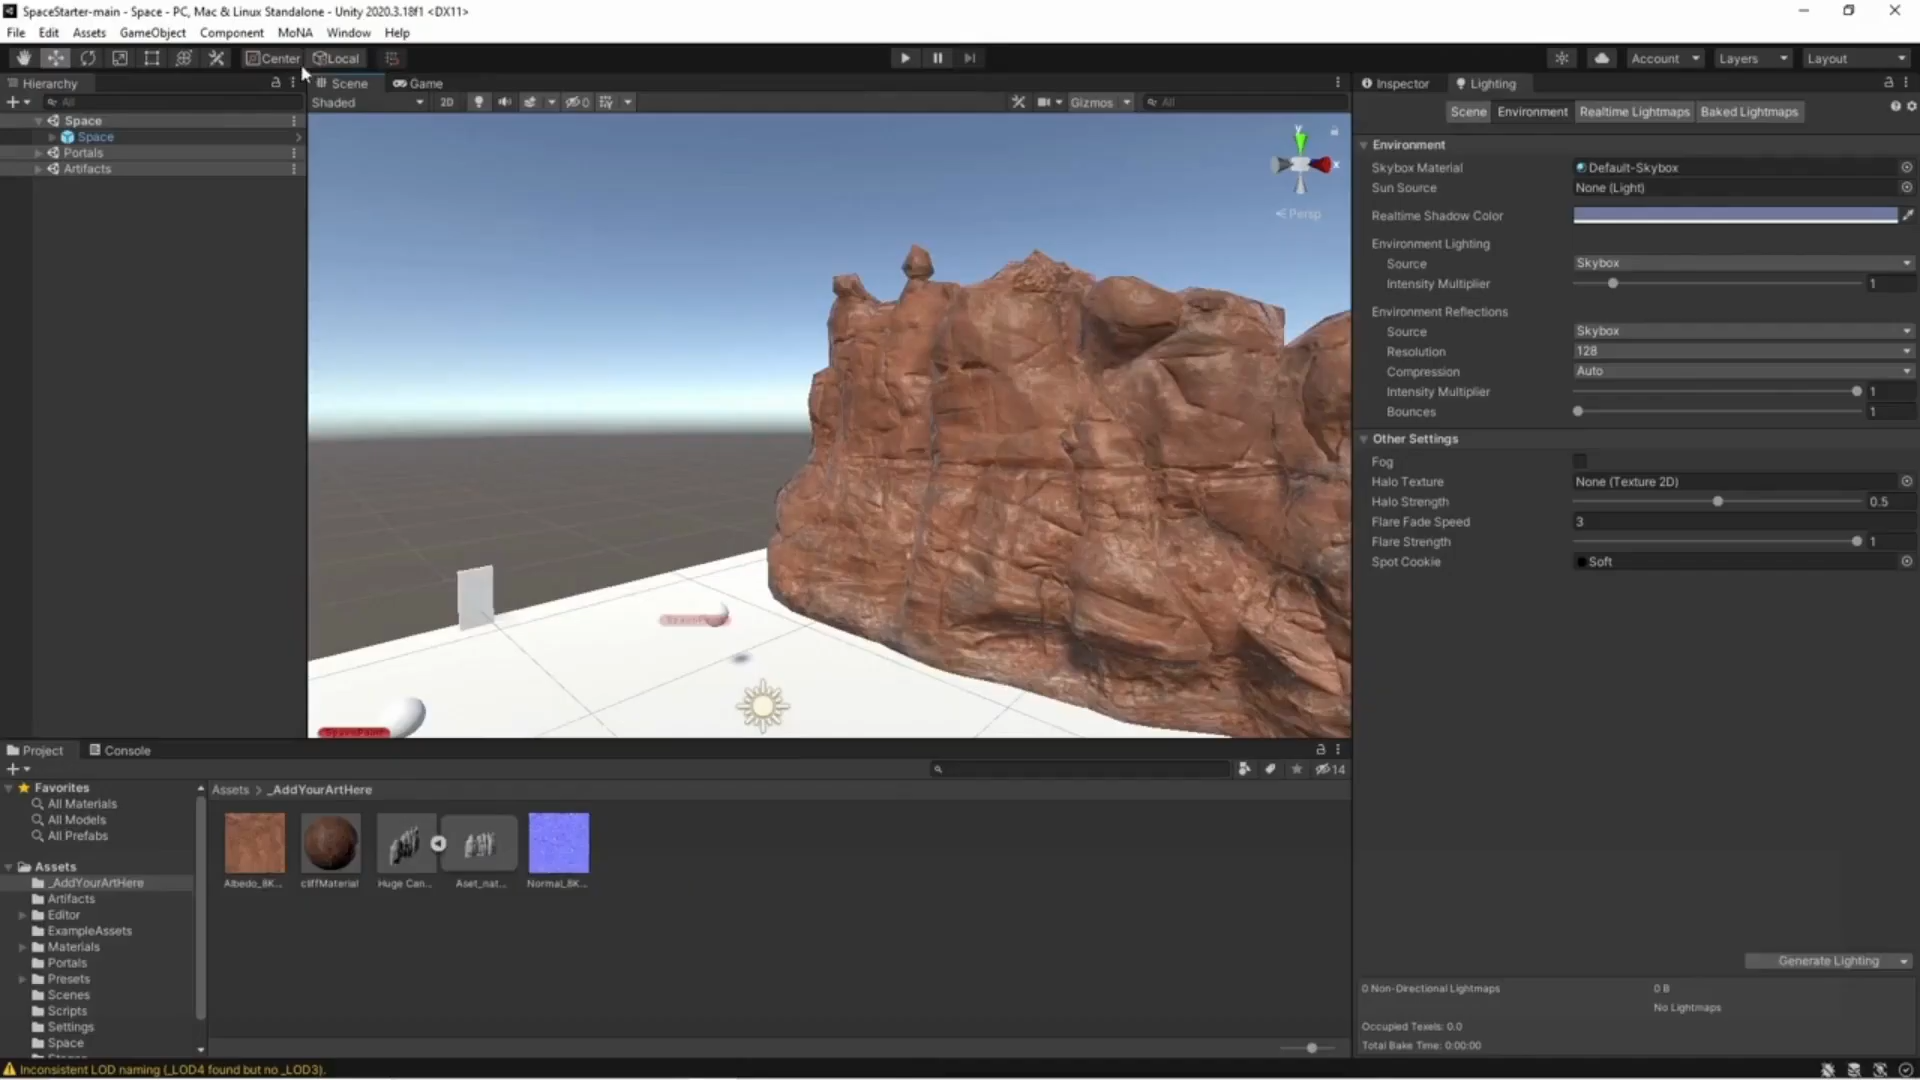 SpaceStarter-main - Space - PC, Mac & Linux Standalone - Unity 2020.3.18f1 <DX11>
File Edit Assets GameObject Component MoNA Window Help
Center Local Account Layers Layout
Hierarchy
All
Space
Space
Portals
Artifacts
Scene Game
Shaded 2D 0 Gizmos All
y
x
Persp
SpawnPoint
Inspector Lighting
Scene Environment Realtime Lightmaps Baked Lightmaps
Environment
Skybox Material Default-Skybox
Sun Source None (Light)
Realtime Shadow Color
Environment Lighting
Source Skybox
Intensity Multiplier 1
Environment Reflections
Source Skybox
Resolution 128
Compression Auto
Intensity Multiplier 1
Bounces 1
Other Settings
Fog
Halo Texture None (Texture 2D)
Halo Strength 0.5
Flare Fade Speed 3
Flare Strength 1
Spot Cookie Soft
Generate Lighting
0 Non-Directional Lightmaps 0 B
No Lightmaps
Occupied Texels: 0.0
Total Bake Time: 0:00:00
Project Console
14
Favorites
All Materials
All Models
All Prefabs
Assets
_AddYourArtHere
Artifacts
Editor
ExampleAssets
Materials
Portals
Presets
Scenes
Scripts
Settings
Space
Assets > _AddYourArtHere
Albedo_8K... cliffMaterial Huge Can... Aset_nat... Normal_8K...
Inconsistent LOD naming (_LOD4 found but no _LOD3).